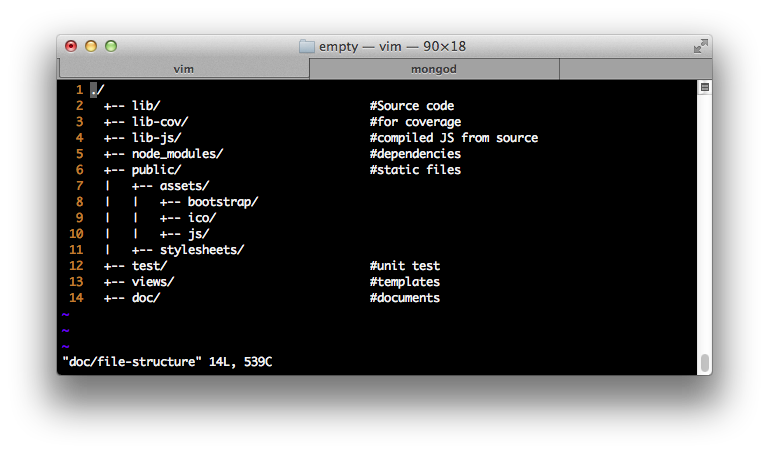 empty — vim — 90×18
vim mongod
1 ./
2 +-- lib/ #Source code
3 +-- lib-cov/ #for coverage
4 +-- lib-js/ #compiled JS from source
5 +-- node_modules/ #dependencies
6 +-- public/ #static files
7 |   +-- assets/
8 |   |   +-- bootstrap/
9 |   |   +-- ico/
10 |   |   +-- js/
11 |   +-- stylesheets/
12 +-- test/ #unit test
13 +-- views/ #templates
14 +-- doc/ #documents
~
~
~
"doc/file-structure" 14L, 539C